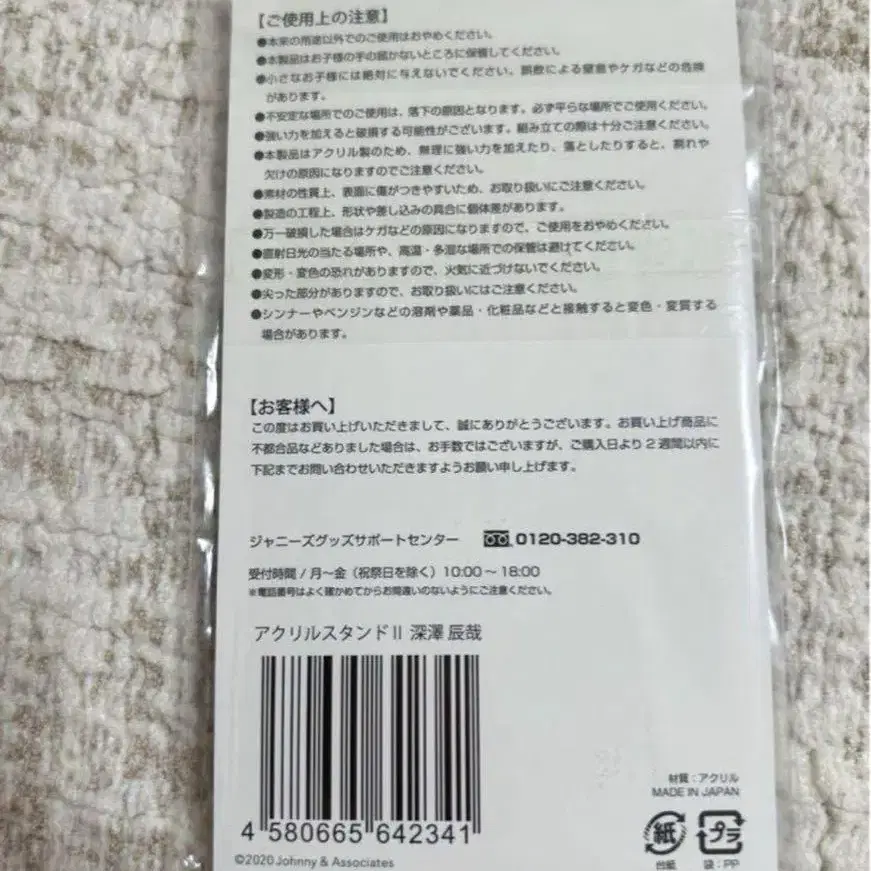 【ご使用上の注意】
●本来の用途以外でのご使用はおやめください。
●本製品はお子様の手の届かないところに保管してください。
●小さなお子様には絶対に与えないでください。誤飲による窒息やケガなどの危険
があります。
●不安定な場所でのご使用は、落下の原因となります。必ず平らな場所でご使用ください。
●強い力を加えると破損する可能性がございます。組み立ての際は十分ご注意ください。
●本製品はアクリル製のため、無理に強い力を加えたり、落としたりすると、割れや
欠けの原因になりますのでご注意ください。
●素材の性質上、表面に傷がつきやすいため、お取り扱いにご注意ください。
●製造の工程上、形状や差し込みの具合に個体差があります。
●万一破損した場合はケガなどの原因になりますので、ご使用をおやめください。
●直射日光の当たる場所や、高温・多湿な場所での保管は避けてください。
●変形・変色の恐れがありますので、火気に近づけないでください。
●尖った部分がありますので、お取り扱いにはご注意ください。
●シンナーやベンジンなどの溶剤や薬品・化粧品などと接触すると変色・変質する
場合があります。
【お客様へ】
この度はお買い上げいただきまして、誠にありがとうございます。お買い上げ商品に
不都合品などありました場合は、お手数ではございますが、ご購入日より2週間以内に
下記までお問い合わせいただきますようお願い申し上げます。
ジャニーズグッズサポートセンター 0120-382-310
受付時間/月〜金(祝祭日を除く)10:00〜18:00
※電話番号はよく確かめてからお間違いのないようにご注意ください。
アクリルスタンドⅡ 深澤 辰哉
4 580665 642341
©2020 Johnny & Associates
材質:アクリル
MADE IN JAPAN
紙
プラ
台紙
袋:PP